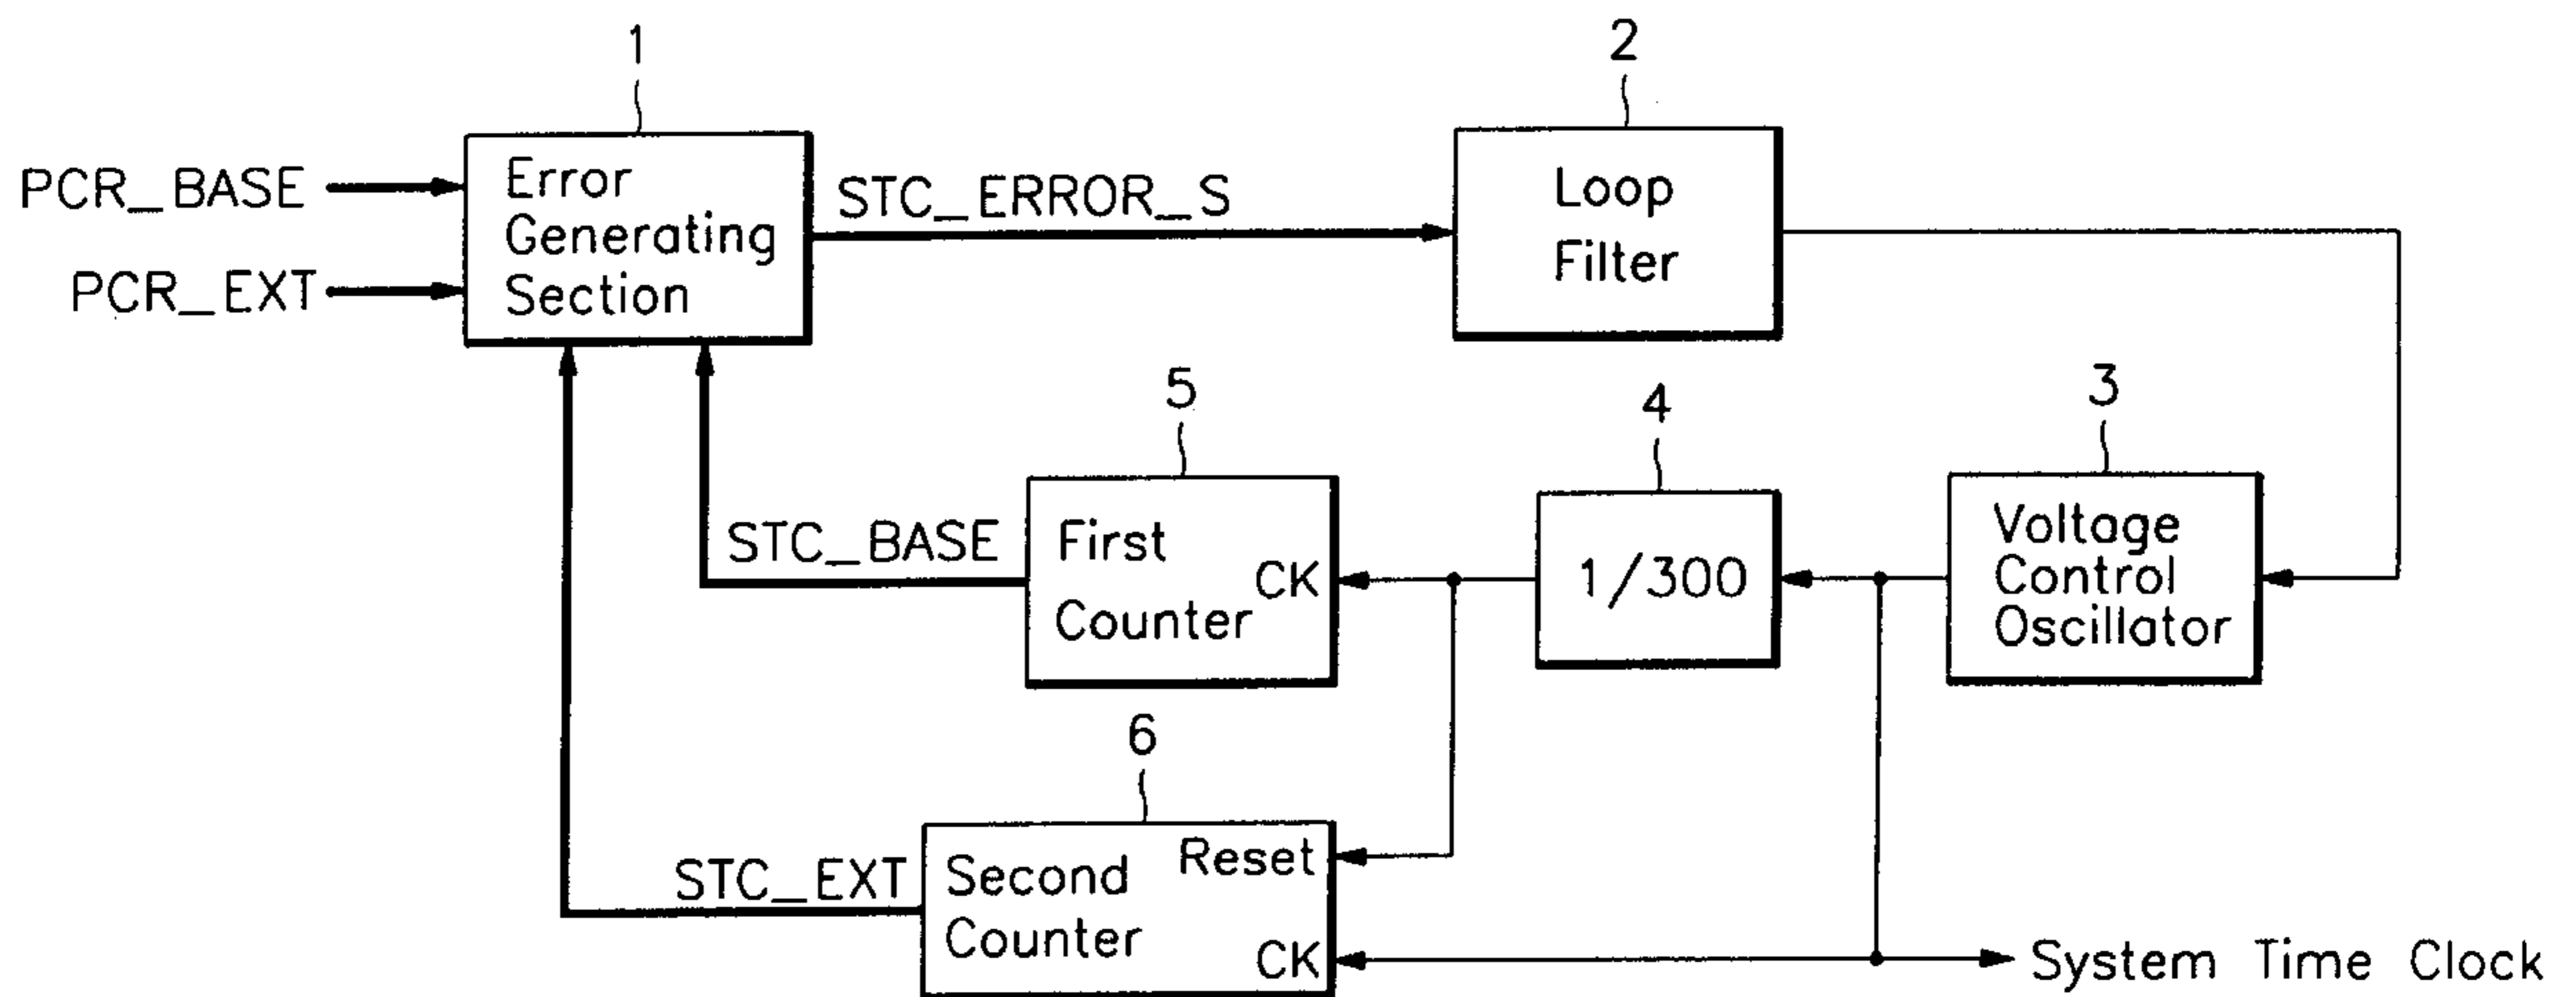 1
2
PCR_BASE
Error
Generating
Section
STC_ERROR_S
Loop
Filter
PCR_EXT
5
4
3
STC_BASE
First
Counter
CK
1/300
Voltage
Control
Oscillator
6
STC_EXT
Second
Counter
Reset
CK
System Time Clock